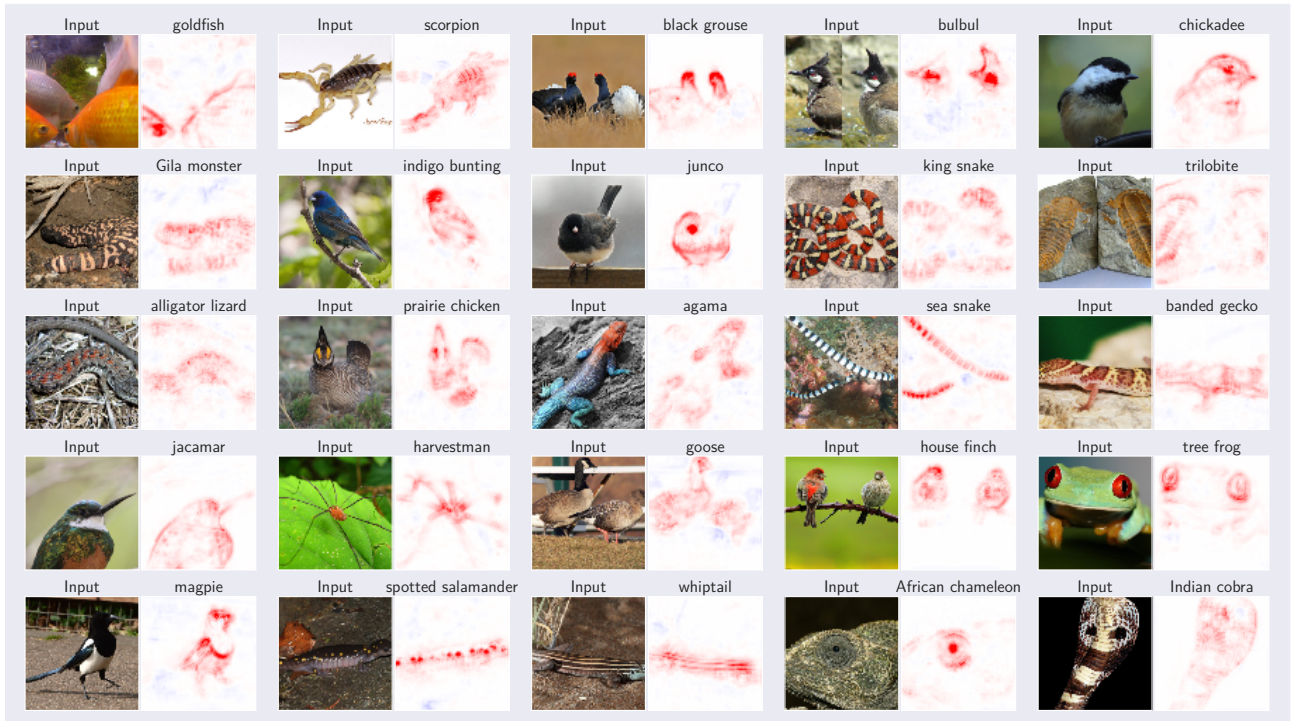 Input goldfish Input scorpion Input black grouse Input bulbul Input chickadee
Input Gila monster Input indigo bunting Input junco Input king snake Input trilobite
Input alligator lizard Input prairie chicken Input agama Input sea snake Input banded gecko
Input jacamar Input harvestman Input goose Input house finch Input tree frog
Input magpie Input spotted salamander Input whiptail Input African chameleon Input Indian cobra